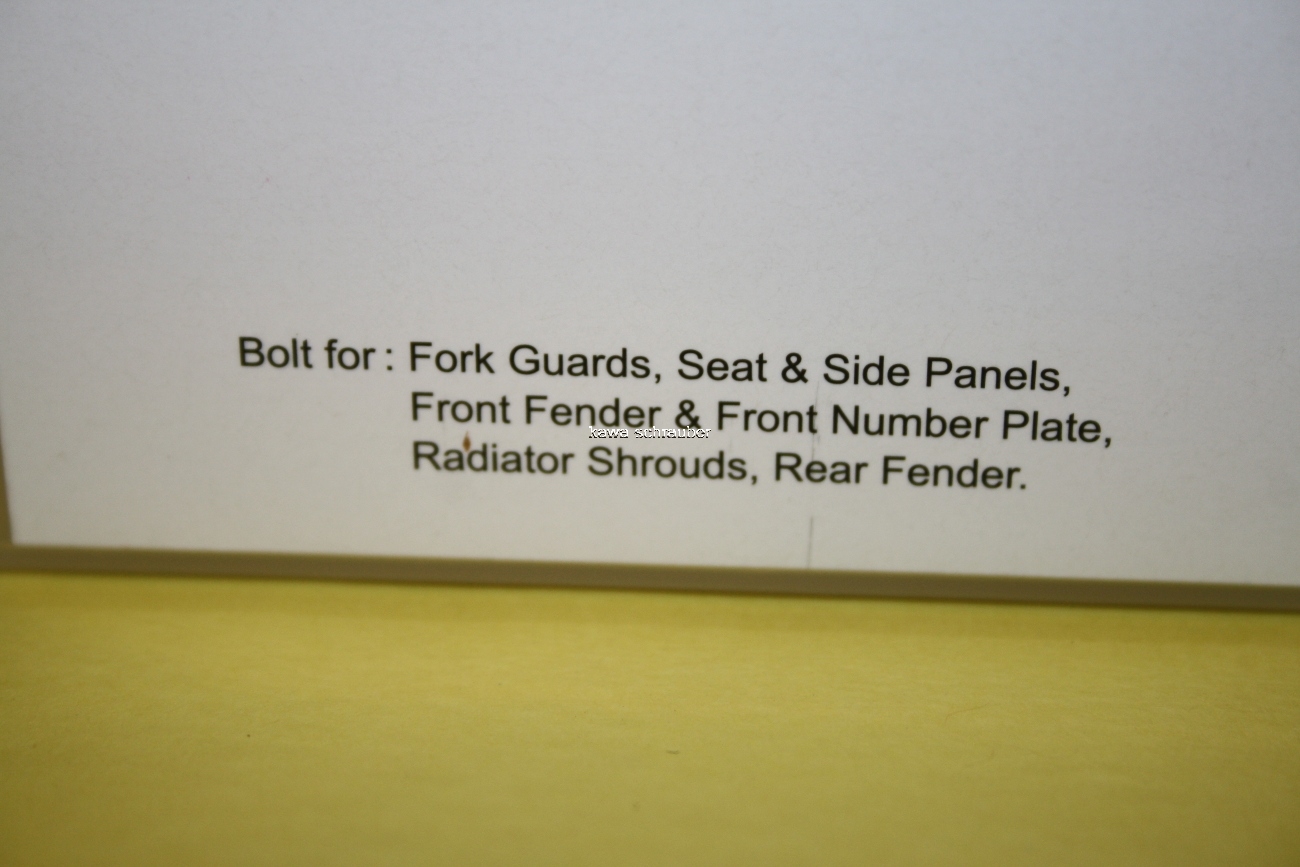 Bolt for : Fork Guards, Seat & Side Panels,
Front Fender & Front Number Plate,
kawa schrauber
Radiator Shrouds, Rear Fender.